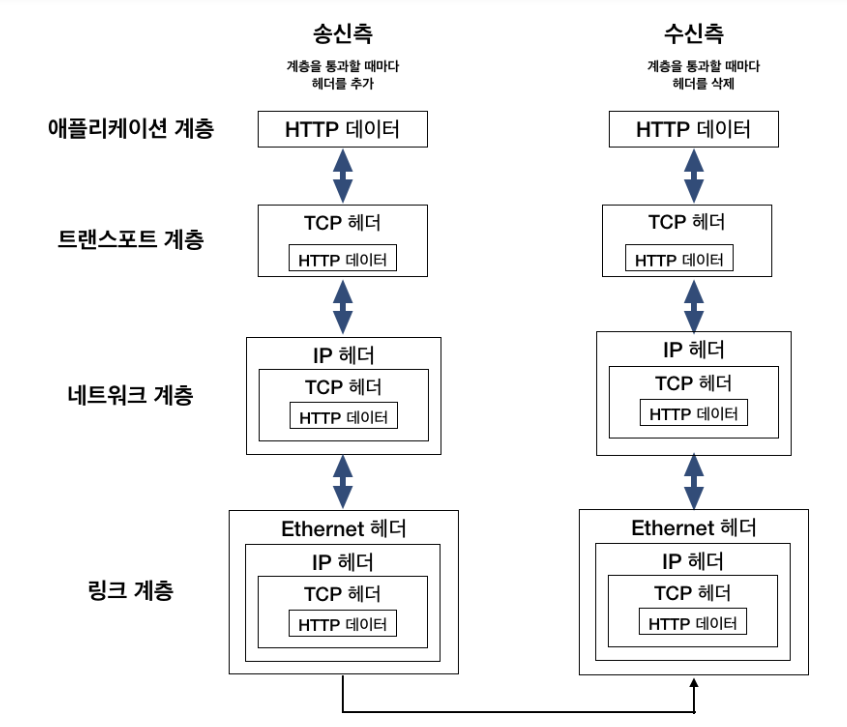 송신측
수신측
계층을 통과할 때마다
헤더를 추가
계층을 통과할 때마다
헤더를 삭제
애플리케이션 계층
HTTP 데이터
HTTP 데이터
트랜스포트 계층
TCP 헤더
HTTP 데이터
TCP 헤더
HTTP 데이터
네트워크 계층
IP 헤더
TCP 헤더
HTTP 데이터
IP 헤더
TCP 헤더
HTTP 데이터
링크 계층
Ethernet 헤더
IP 헤더
TCP 헤더
HTTP 데이터
Ethernet 헤더
IP 헤더
TCP 헤더
HTTP 데이터